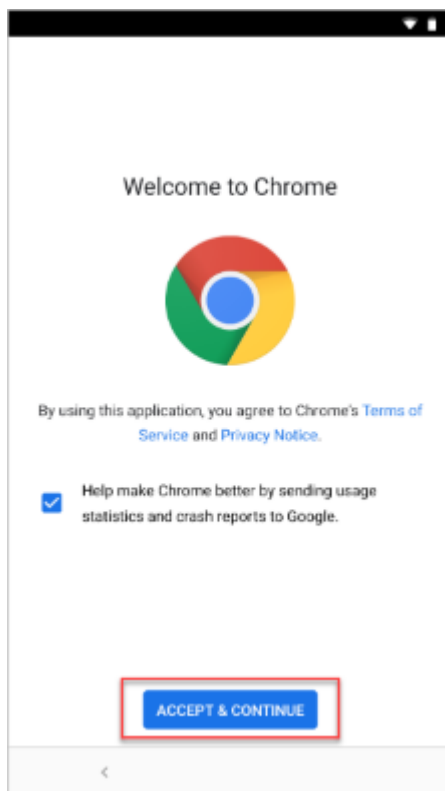 Welcome to Chrome
By using this application, you agree to Chrome's Terms of
Service and Privacy Notice.
Help make Chrome better by sending usage
statistics and crash reports to Google.
ACCEPT & CONTINUE